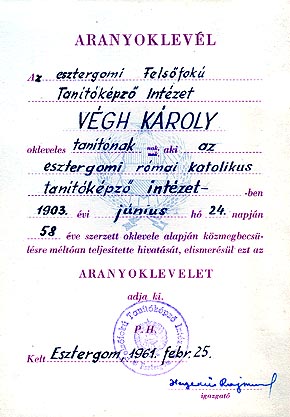 ARANYOKLEVÉL
Az esztergomi Felsőfokú
Tanítóképző Intézet
VÉGH KÁROLY
okleveles tanítónak nak, nek, aki az
esztergomi római katolikus
tanítóképző intézet- -ben
1903. évi június hó 24. napján
58 éve szerzett oklevele alapján közmegbecsü-
lésre méltóan teljesítette hivatását, elismerésül ezt az
ARANYOKLEVELET
adja ki.
P. H.
Kelt Esztergom, 1961. febr. 25.
igazgató